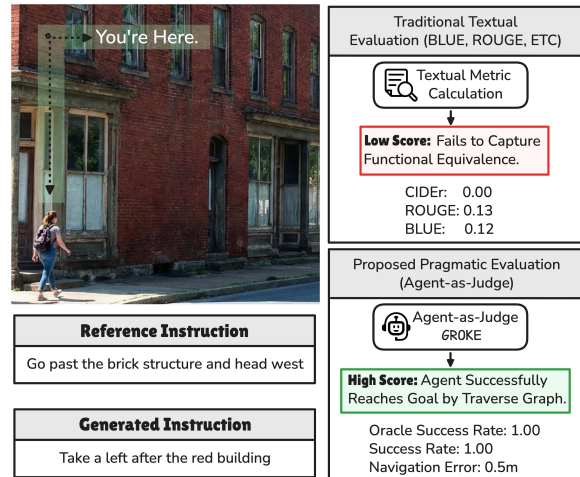 You're Here.
Reference Instruction
Go past the brick structure and head west
Generated Instruction
Take a left after the red building
Traditional Textual
Evaluation (BLUE, ROUGE, ETC)
Textual Metric
Calculation
Low Score: Fails to Capture
Functional Equivalence.
CIDEr: 0.00
ROUGE: 0.13
BLUE: 0.12
Proposed Pragmatic Evaluation
(Agent-as-Judge)
Agent-as-Judge
GROKE
High Score: Agent Successfully
Reaches Goal by Traverse Graph.
Oracle Success Rate: 1.00
Success Rate: 1.00
Navigation Error: 0.5m